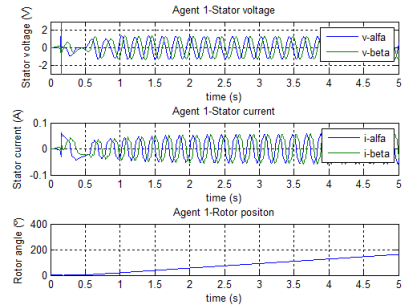 Agent 1-Stator voltage
Stator voltage (V)
2
0
-2
v-alfa
v-beta
0 0.5 1 1.5 2 2.5 3 3.5 4 4.5 5
time (s)
Agent 1-Stator current
Stator current (A)
0.1
0
-0.1
i-alfa
i-beta
0 0.5 1 1.5 2 2.5 3 3.5 4 4.5 5
time (s)
Agent 1-Rotor positon
Rotor angle (º)
400
200
0
0 0.5 1 1.5 2 2.5 3 3.5 4 4.5 5
time (s)